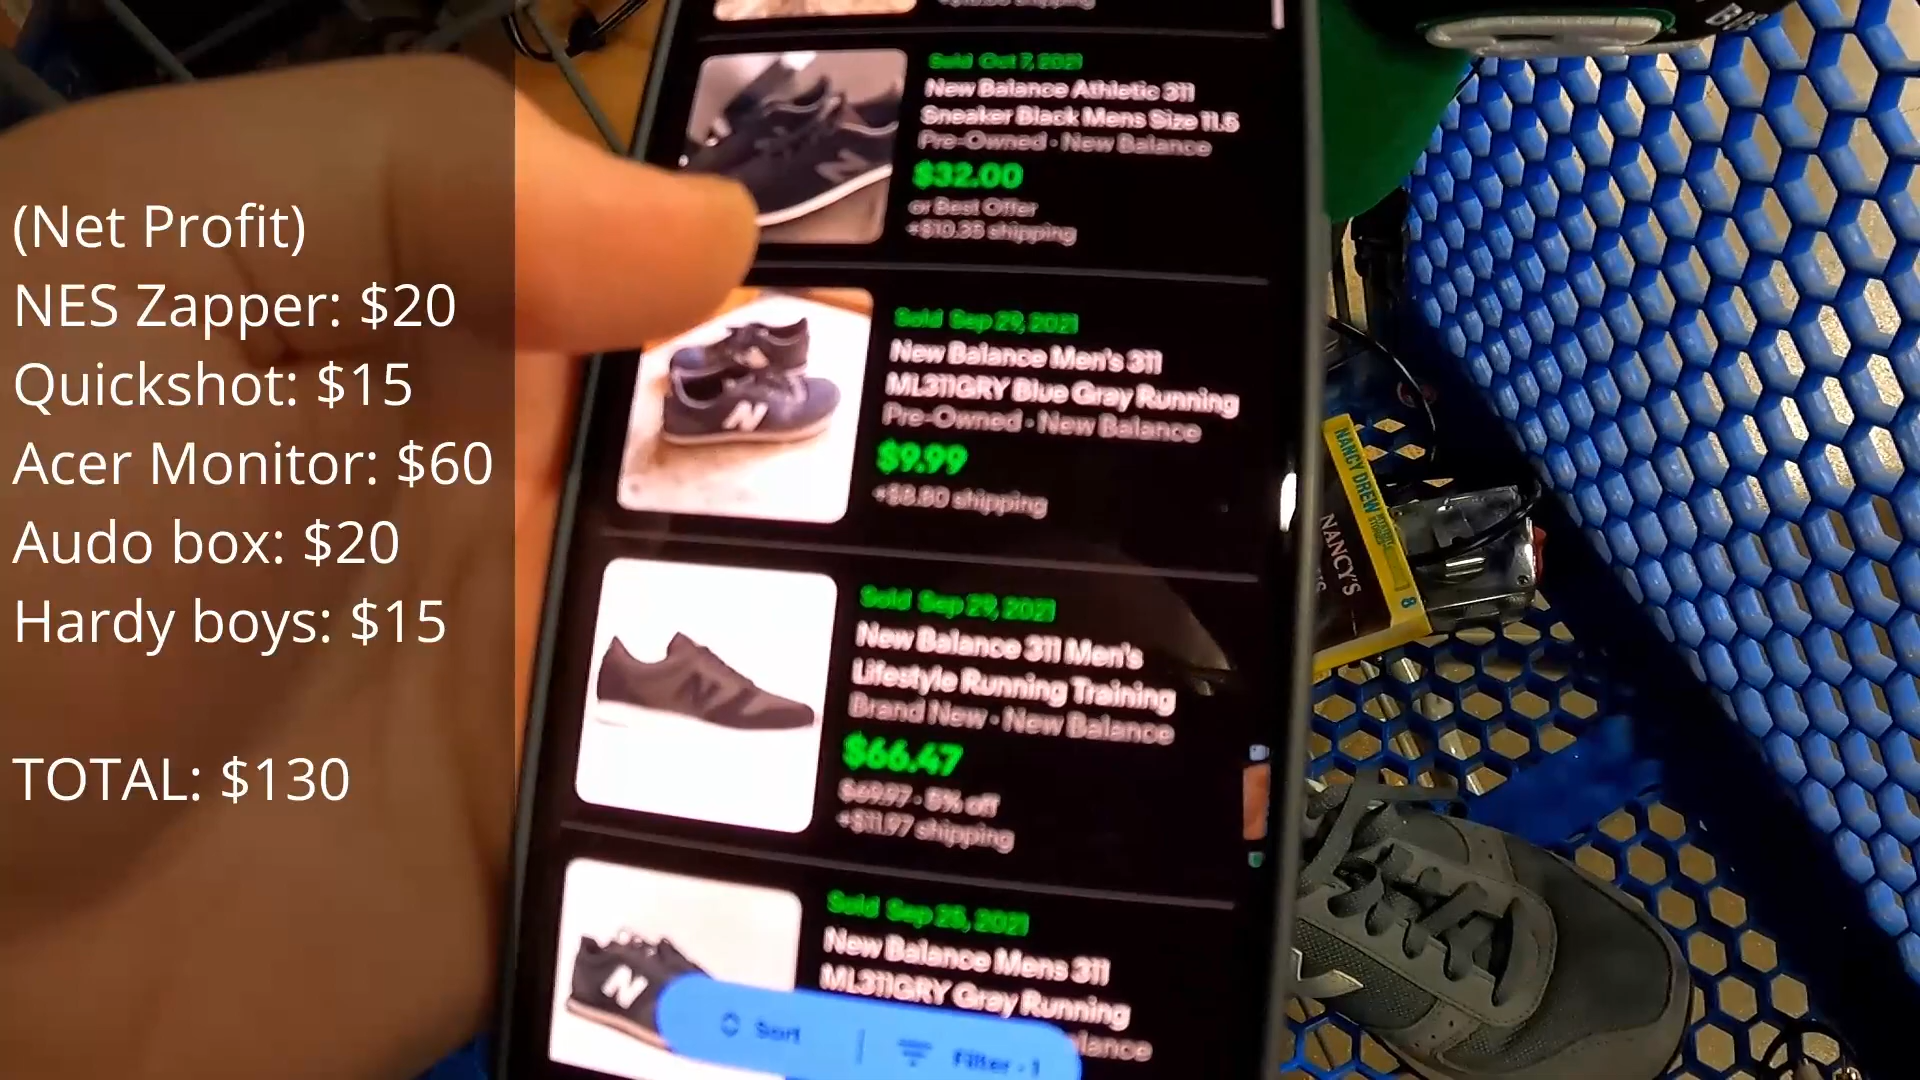 (Net Profit)
NES Zapper: $20
Quickshot: $15
Acer Monitor: $60
Audo box: $20
Hardy boys: $15
TOTAL: $130
Sold Oct 7, 2021
New Balance Athletic 311
Sneaker Black Mens Size 11.5
Pre-Owned · New Balance
$32.00
or Best Offer
+$10.35 shipping
Sold Sep 29, 2021
New Balance Men's 311
ML311GRY Blue Gray Running
Pre-Owned · New Balance
$9.99
+$8.80 shipping
Sold Sep 29, 2021
New Balance 311 Men's
Lifestyle Running Training
Brand New · New Balance
$66.47
$69.97 · 5% off
+$11.97 shipping
Sold Sep 25, 2021
New Balance Mens 311
ML311GRY Gray Running
Sort
Filter · 1
NANCY DREW
NANCY'S
8
N